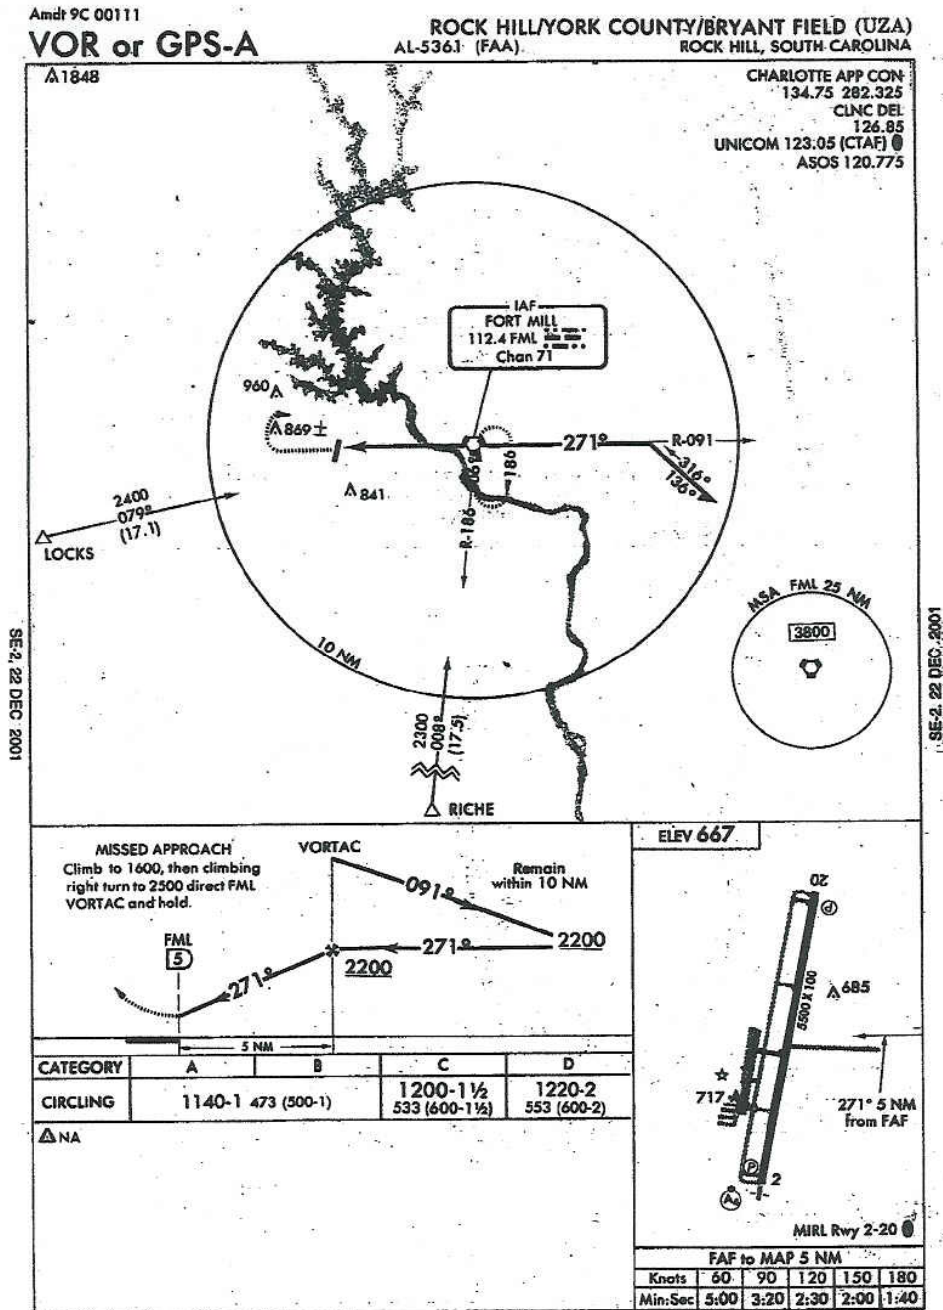 Amdt 9C 00111
VOR or GPS-A
AL-5361 (FAA)
ROCK HILL/YORK COUNTY/BRYANT FIELD (UZA)
ROCK HILL, SOUTH CAROLINA
1848
CHARLOTTE APP CON
134.75 282.325
CLNC DEL
126.85
UNICOM 123.05 (CTAF)
ASOS 120.775
IAF
FORT MILL
112.4 FML
Chan 71
960
869±
841
271°
R-091
316°
136°
186
R-186
2400
079°
(17.1)
LOCKS
10 NM
2300
008°
(17.5)
RICHE
MSA FML 25 NM
3800
SE-2, 22 DEC 2001
SE-2, 22 DEC 2001
MISSED APPROACH
Climb to 1600, then climbing
right turn to 2500 direct FML
VORTAC and hold.
VORTAC
Remain
within 10 NM
091°
271°
2200
2200
FML
5
271°
5 NM
CATEGORY A B C D
CIRCLING 1140-1 473 (500-1) 1200-1½ 533 (600-1½) 1220-2 553 (600-2)
A NA
ELEV 667
20
P
5500 X 100
685
717
271° 5 NM
from FAF
P
2
A
MIRL Rwy 2-20
FAF to MAP 5 NM
Knots 60 90 120 150 180
Min:Sec 5:00 3:20 2:30 2:00 1:40